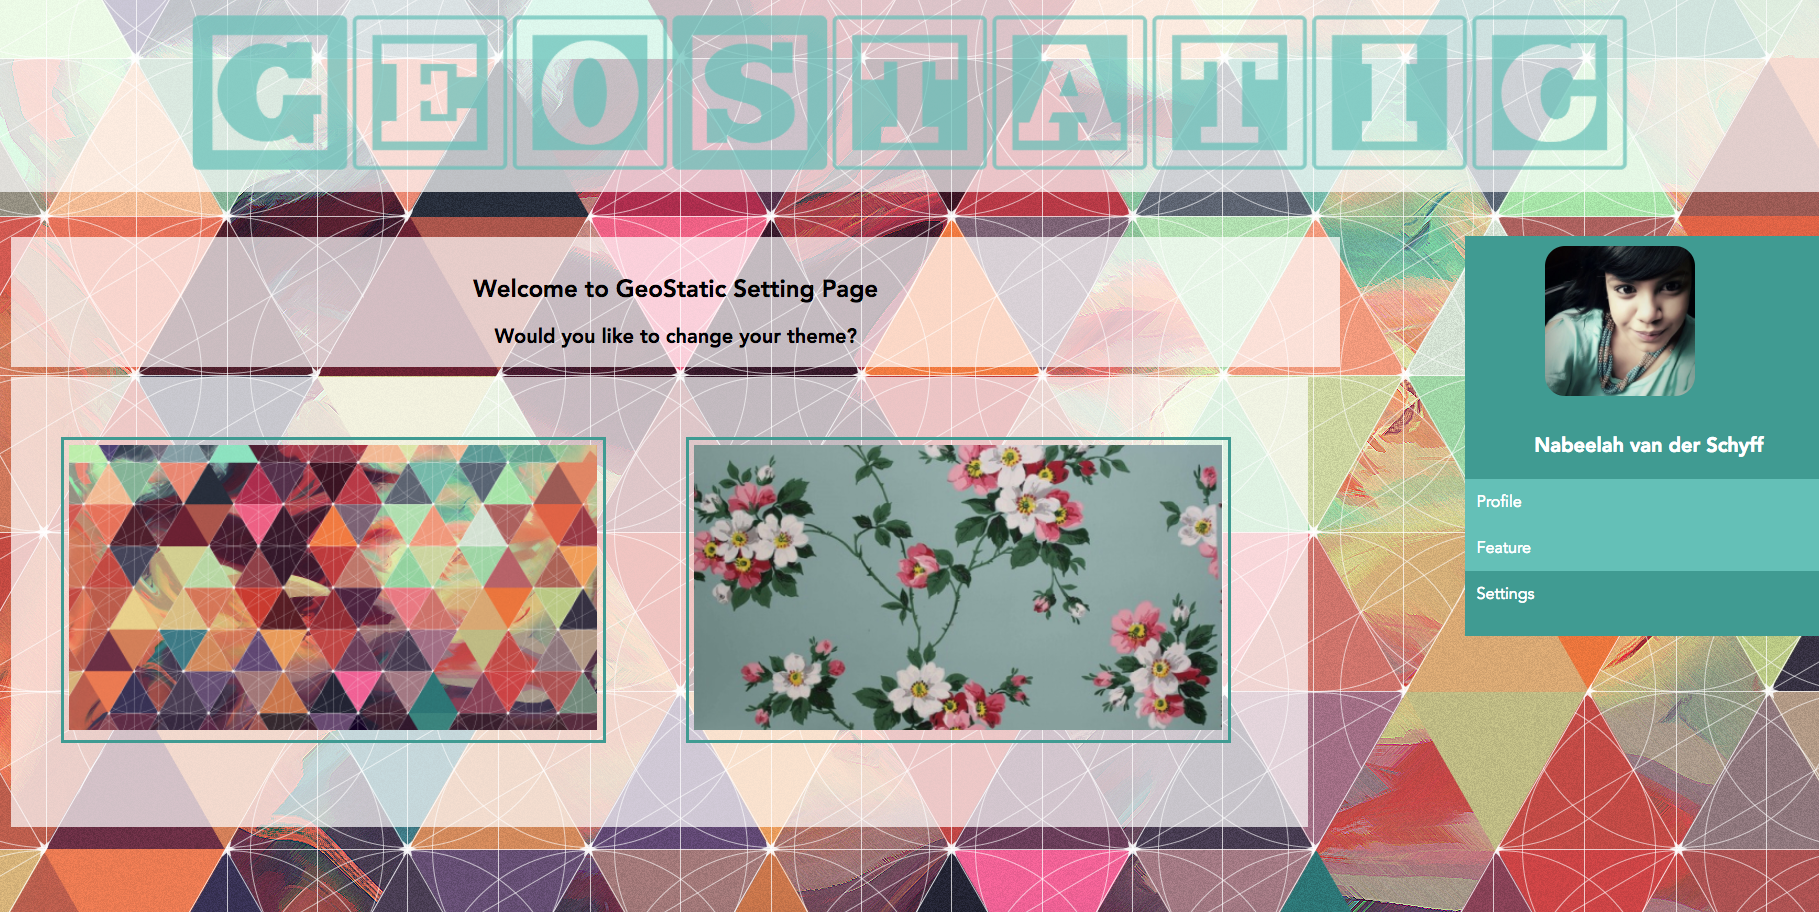 GEOSTATIC
Welcome to GeoStatic Setting Page
Would you like to change your theme?
Nabeelah van der Schyff
Profile
Feature
Settings